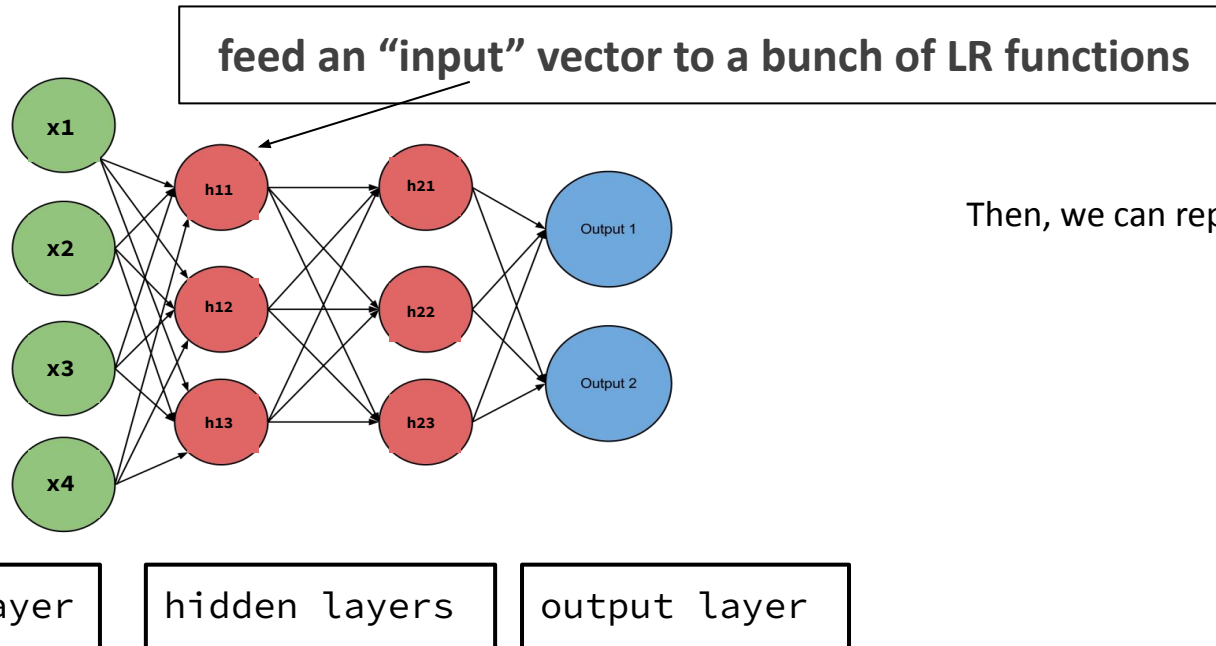 feed an “input” vector to a bunch of LR functions
x1
x2
x3
x4
h11
h12
h13
h21
h22
h23
Output 1
Output 2
Then, we can rep
ayer
hidden layers
output layer